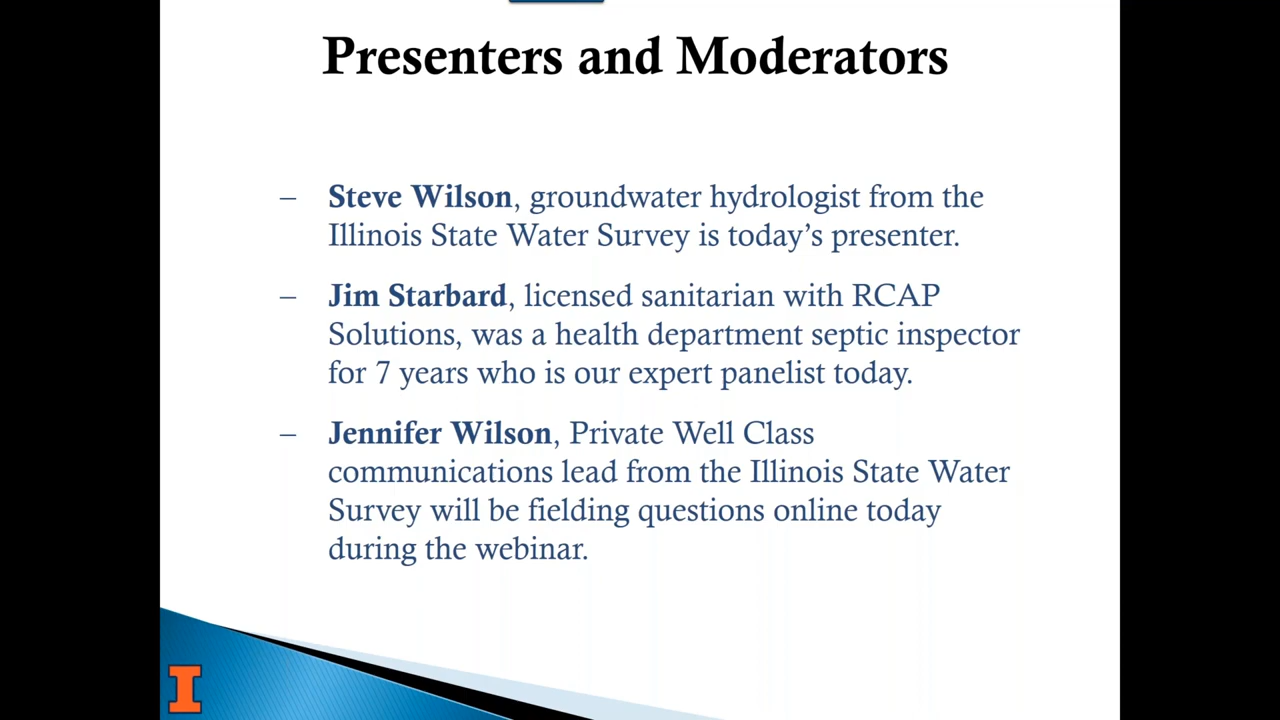 Presenters and Moderators
– Steve Wilson, groundwater hydrologist from the
Illinois State Water Survey is today’s presenter.
– Jim Starbard, licensed sanitarian with RCAP
Solutions, was a health department septic inspector
for 7 years who is our expert panelist today.
– Jennifer Wilson, Private Well Class
communications lead from the Illinois State Water
Survey will be fielding questions online today
during the webinar.
I